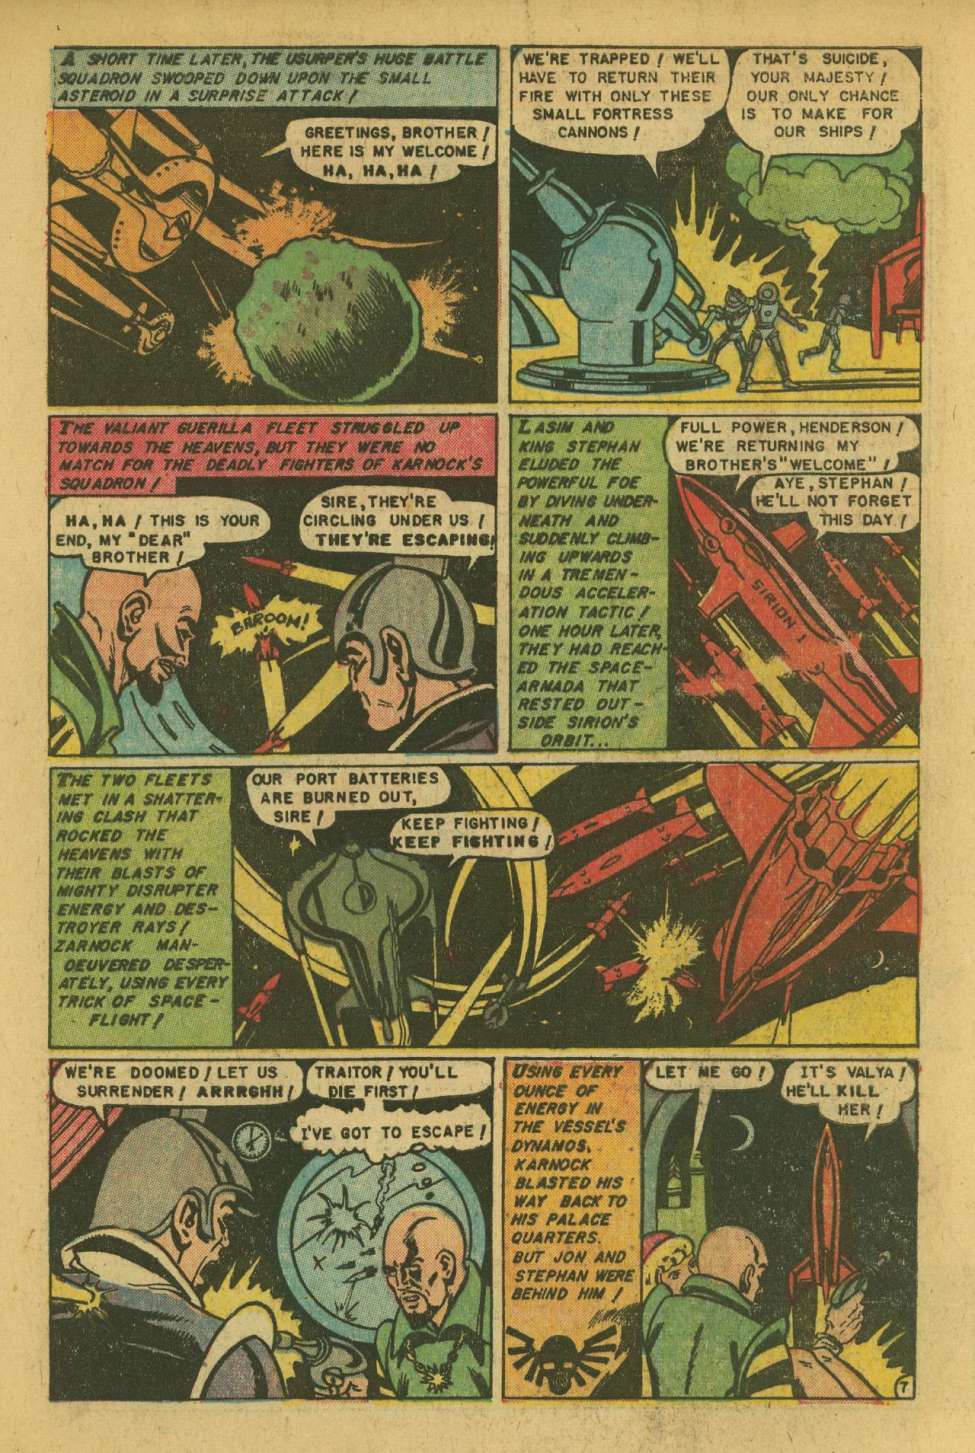 A SHORT TIME LATER, THE USURPER'S HUGE BATTLE
SQUADRON SWOOPED DOWN UPON THE SMALL
ASTEROID IN A SURPRISE ATTACK!
GREETINGS, BROTHER!
HERE IS MY WELCOME!
HA, HA, HA!
WE'RE TRAPPED! WE'LL
HAVE TO RETURN THEIR
FIRE WITH ONLY THESE
SMALL FORTRESS
CANNONS!
THAT'S SUICIDE,
YOUR MAJESTY!
OUR ONLY CHANCE
IS TO MAKE FOR
OUR SHIPS!
THE VALIANT GUERILLA FLEET STRUGGLED UP
TOWARDS THE HEAVENS, BUT THEY WERE NO
MATCH FOR THE DEADLY FIGHTERS OF KARNOCK'S
SQUADRON!
HA, HA! THIS IS YOUR
END, MY "DEAR"
BROTHER!
SIRE, THEY'RE
CIRCLING UNDER US!
THEY'RE ESCAPING!
BRROOM!
LASIM AND
KING STEPHAN
ELUDED THE
POWERFUL FOE
BY DIVING UNDER-
NEATH AND
SUDDENLY CLIMB-
ING UPWARDS
IN A TREMEN-
DOUS ACCELER-
ATION TACTIC!
ONE HOUR LATER,
THEY HAD REACH-
ED THE SPACE-
ARMADA THAT
RESTED OUT-
SIDE SIRION'S
ORBIT...
FULL POWER, HENDERSON!
WE'RE RETURNING MY
BROTHER'S "WELCOME"!
AYE, STEPHAN!
HE'LL NOT FORGET
THIS DAY!
SIRION 1
THE TWO FLEETS
MET IN A SHATTER-
ING CLASH THAT
ROCKED THE
HEAVENS WITH
THEIR BLASTS OF
MIGHTY DISRUPTER
ENERGY AND DES-
TROYER RAYS!
ZARNOCK MAN-
OEUVERED DESPER-
ATELY, USING EVERY
TRICK OF SPACE-
FLIGHT!
OUR PORT BATTERIES
ARE BURNED OUT,
SIRE!
KEEP FIGHTING!
KEEP FIGHTING!
WE'RE DOOMED! LET US
SURRENDER! ARRRGHH!
TRAITOR! YOU'LL
DIE FIRST!
I'VE GOT TO ESCAPE!
USING EVERY
OUNCE OF
ENERGY IN
THE VESSEL'S
DYNAMOS,
KARNOCK
BLASTED HIS
WAY BACK TO
HIS PALACE
QUARTERS.
BUT JON AND
STEPHAN WERE
BEHIND HIM!
LET ME GO!
IT'S VALYA!
HE'LL KILL
HER!
7